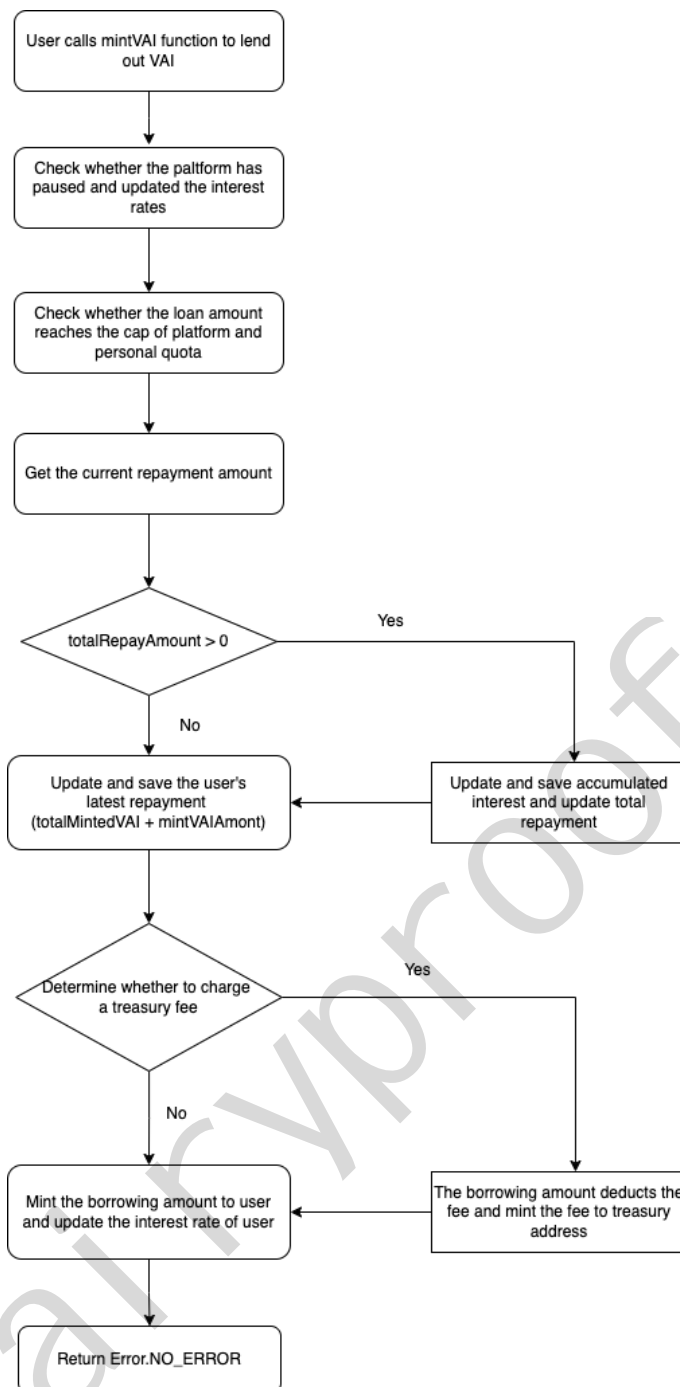 User calls mintVAI function to lend
out VAI
Check whether the paltform has
paused and updated the interest
rates
Check whether the loan amount
reaches the cap of platform and
personal quota
Get the current repayment amount
totalRepayAmount > 0
Yes
No
Update and save the user's
latest repayment
(totalMintedVAI + mintVAIAmont)
Update and save accumulated
interest and update total
repayment
Determine whether to charge
a treasury fee
Yes
No
Mint the borrowing amount to user
and update the interest rate of user
The borrowing amount deducts the
fee and mint the fee to treasury
address
Return Error.NO_ERROR
airyproof